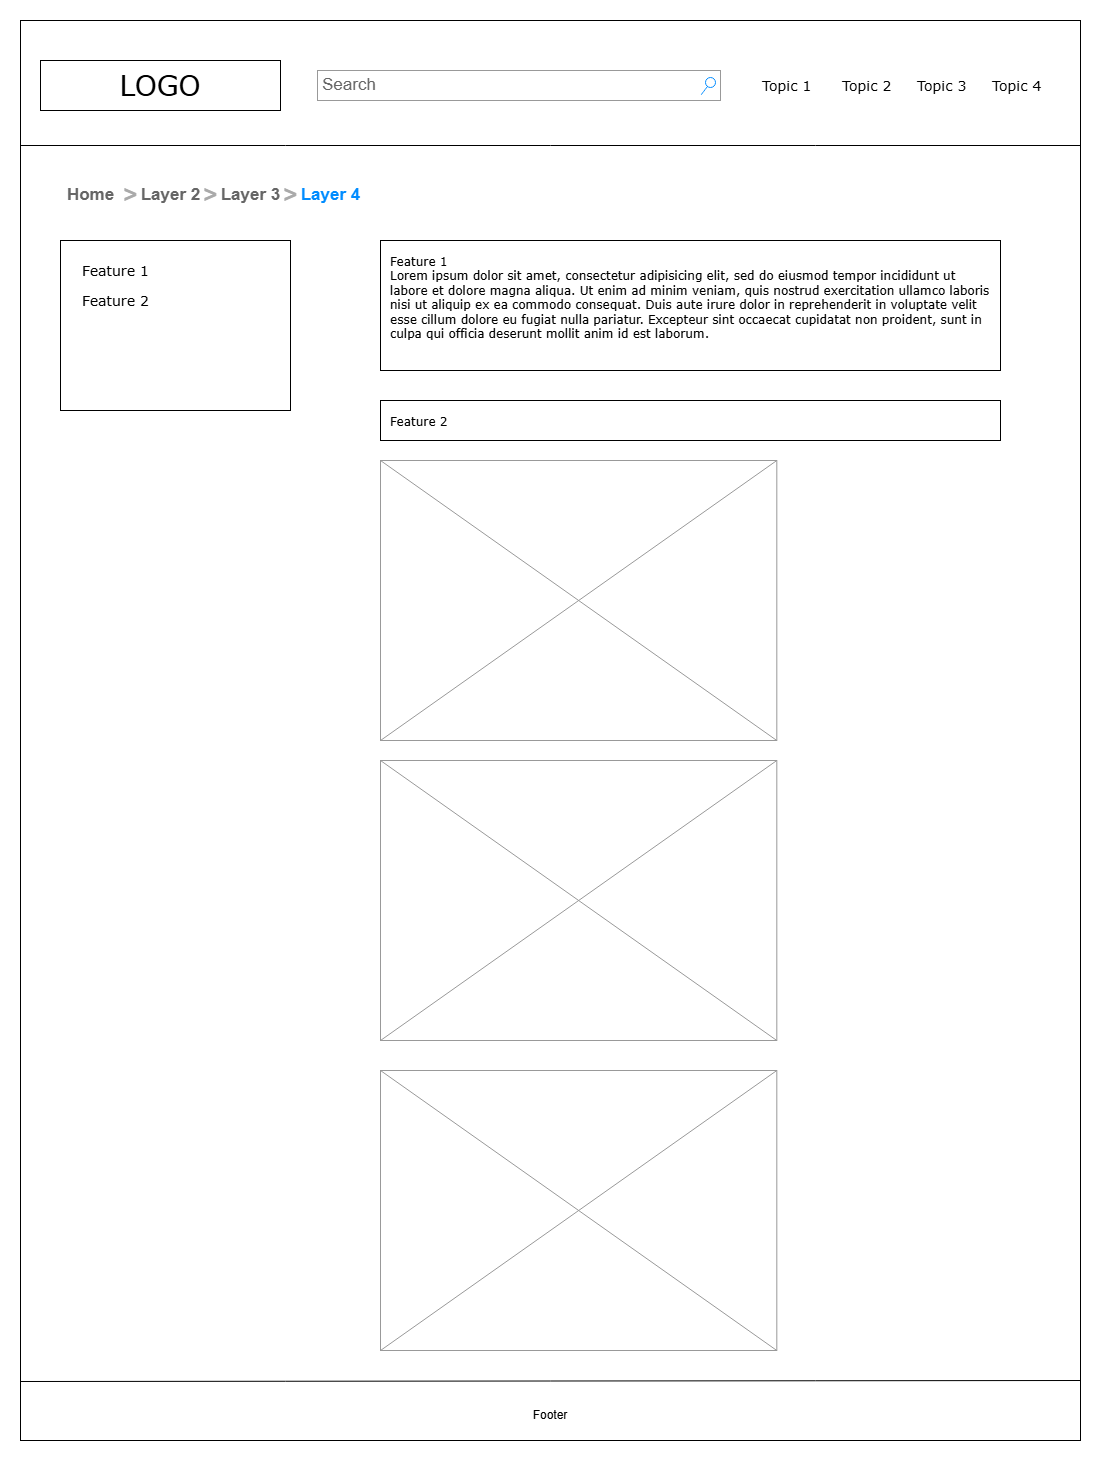 LOGO
Search
Topic 1 Topic 2 Topic 3 Topic 4
Home > Layer 2 > Layer 3 > Layer 4
Feature 1
Feature 2
Feature 1
Lorem ipsum dolor sit amet, consectetur adipisicing elit, sed do eiusmod tempor incididunt ut
labore et dolore magna aliqua. Ut enim ad minim veniam, quis nostrud exercitation ullamco laboris
nisi ut aliquip ex ea commodo consequat. Duis aute irure dolor in reprehenderit in voluptate velit
esse cillum dolore eu fugiat nulla pariatur. Excepteur sint occaecat cupidatat non proident, sunt in
culpa qui officia deserunt mollit anim id est laborum.
Feature 2
Footer